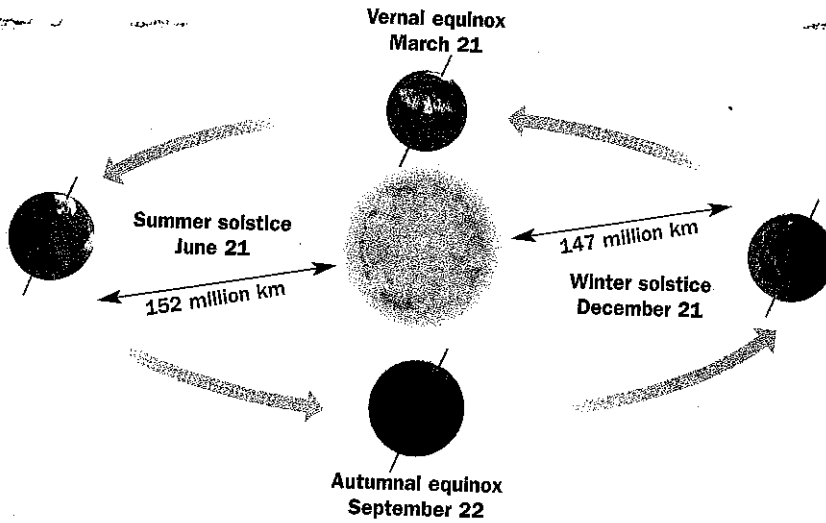 Vernal equinox
March 21
Summer solstice
June 21
152 million km
147 million km
Winter solstice
December 21
Autumnal equinox
September 22